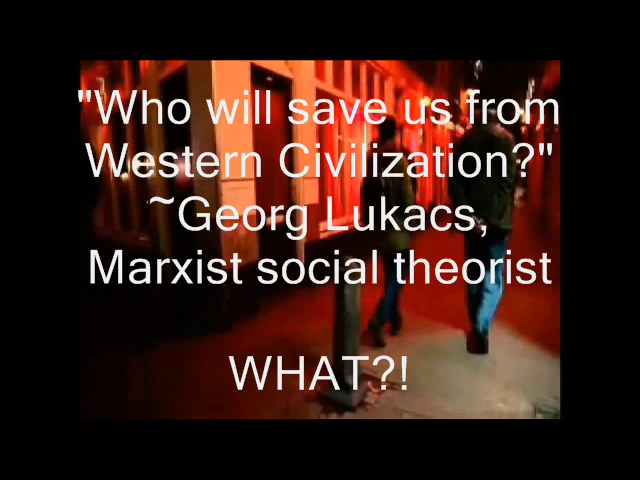 "Who will save us from
Western Civilization?"
~Georg Lukacs,
Marxist social theorist
WHAT?!